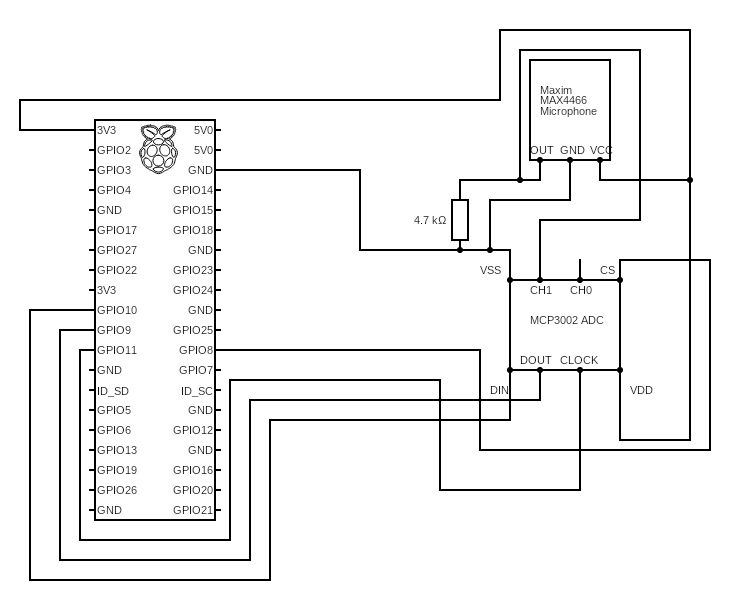 Maxim
MAX4466
Microphone
OUT GND VCC
3V3 5V0
GPIO2 5V0
GPIO3 GND
GPIO4 GPIO14
GND GPIO15
GPIO17 GPIO18
GPIO27 GND
GPIO22 GPIO23
3V3 GPIO24
GPIO10 GND
GPIO9 GPIO25
GPIO11 GPIO8
GND GPIO7
ID_SD ID_SC
GPIO5 GND
GPIO6 GPIO12
GPIO13 GND
GPIO19 GPIO16
GPIO26 GPIO20
GND GPIO21
4.7 kΩ
VSS CS
CH1 CH0
MCP3002 ADC
DOUT CLOCK
DIN VDD